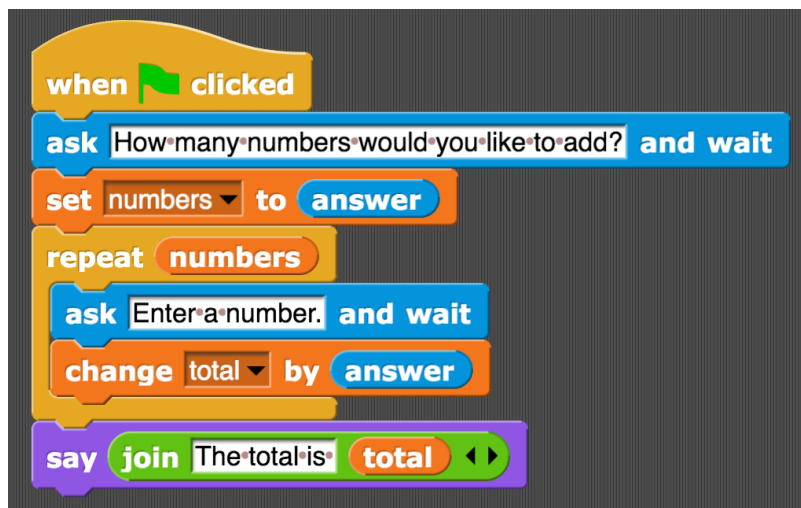 when clicked
ask How many numbers would you like to add? and wait
set numbers to answer
repeat numbers
ask Enter a number. and wait
change total by answer
say join The total is total